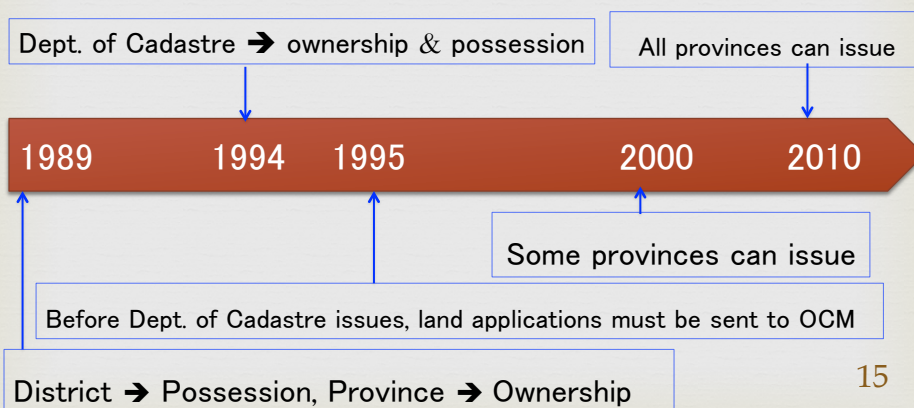 Dept. of Cadastre ➔ ownership & possession
All provinces can issue
1989 1994 1995 2000 2010
Some provinces can issue
Before Dept. of Cadastre issues, land applications must be sent to OCM
District ➔ Possession, Province ➔ Ownership
15